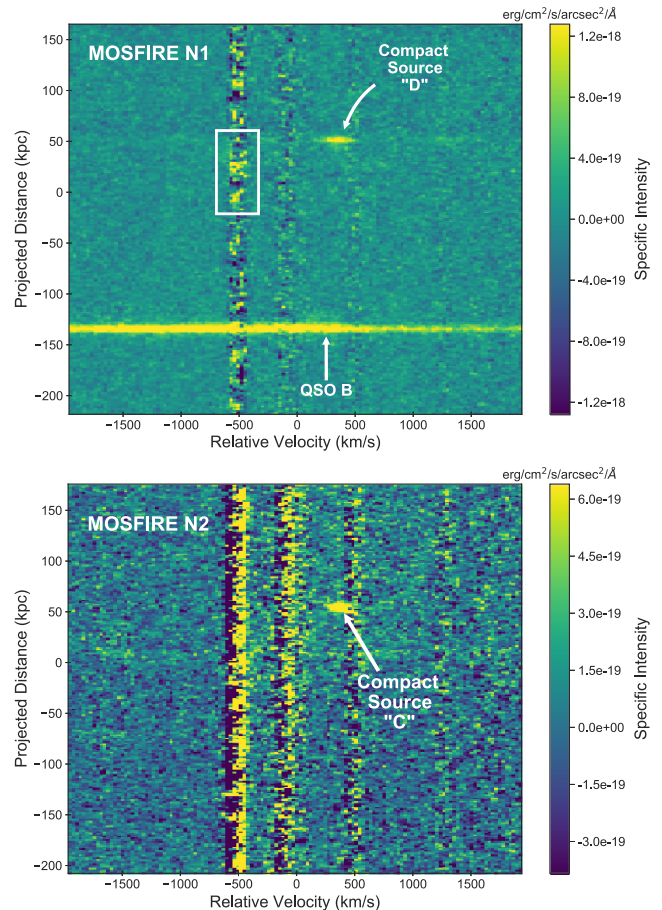 erg/cm²/s/arcsec²/Å
MOSFIRE N1
Compact
Source
"D"
QSO B
150
100
50
0
−50
−100
−150
−200
Projected Distance (kpc)
−1500
−1000
−500
0
500
1000
1500
Relative Velocity (km/s)
1.2e-18
8.0e-19
4.0e-19
0.0e+00
−4.0e-19
−8.0e-19
−1.2e-18
Specific Intensity
erg/cm²/s/arcsec²/Å
MOSFIRE N2
Compact
Source
"C"
150
100
50
0
−50
−100
−150
−200
Projected Distance (kpc)
−1500
−1000
−500
0
500
1000
1500
Relative Velocity (km/s)
6.0e-19
4.5e-19
3.0e-19
1.5e-19
0.0e+00
−1.5e-19
−3.0e-19
Specific Intensity